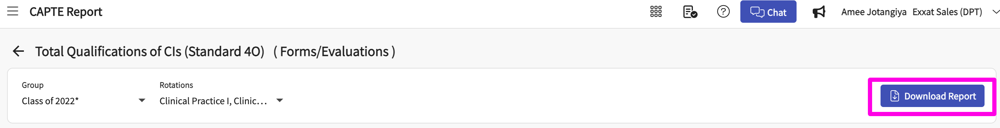 CAPTE Report
Chat
Amee Jotangiya Exxat Sales (DPT)
Total Qualifications of CIs (Standard 4O) ( Forms/Evaluations )
Group
Rotations
Class of 2022*
Clinical Practice I, Clinic...
Download Report